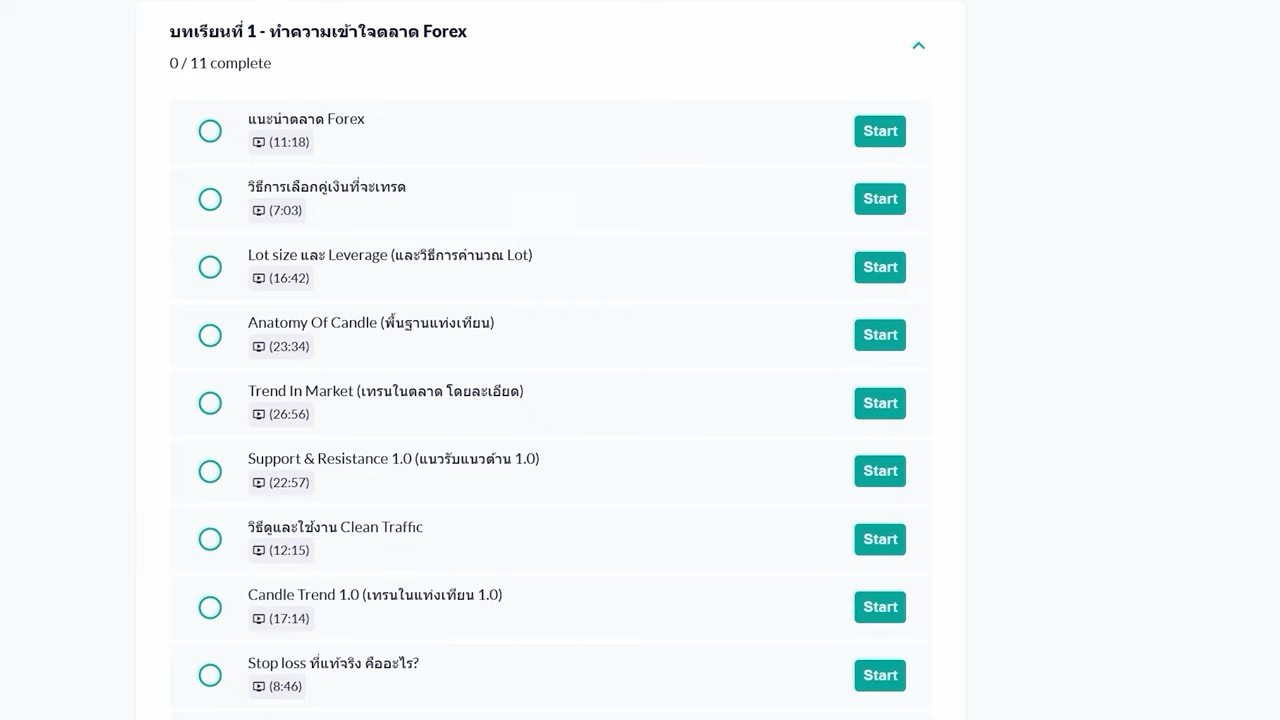 บทเรียนที่ 1 - ทำความเข้าใจตลาด Forex
0 / 11 complete
แนะนำตลาด Forex
Start
(11:18)
วิธีการเลือกคู่เงินที่จะเทรด
Start
(7:03)
Lot size และ Leverage (และวิธีการคำนวณ Lot)
Start
(16:42)
Anatomy Of Candle (พื้นฐานแท่งเทียน)
Start
(23:34)
Trend In Market (เทรนในตลาด โดยละเอียด)
Start
(26:56)
Support & Resistance 1.0 (แนวรับแนวต้าน 1.0)
Start
(22:57)
วิธีดูและใช้งาน Clean Traffic
Start
(12:15)
Candle Trend 1.0 (เทรนในแท่งเทียน 1.0)
Start
(17:14)
Stop loss ที่แท้จริง คืออะไร?
Start
(8:46)